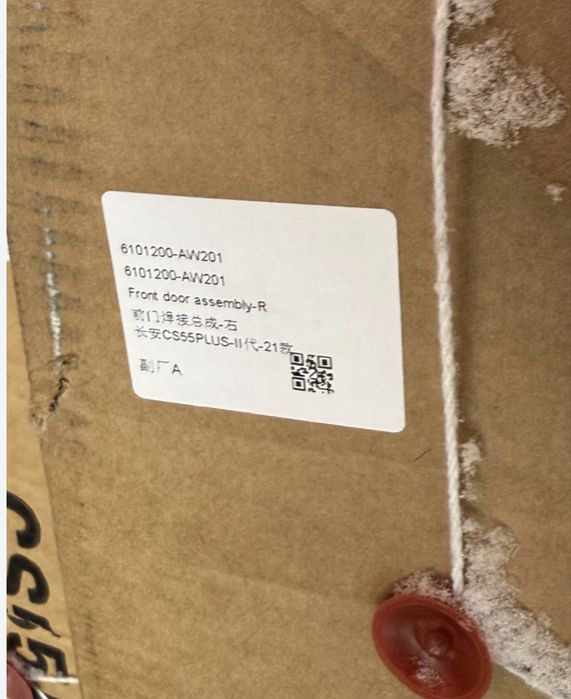 6101200-AW201
6101200-AW201
Front door assembly-R
前门焊接总成-右
长安CS55PLUS-II代-21款
副厂A
CS55